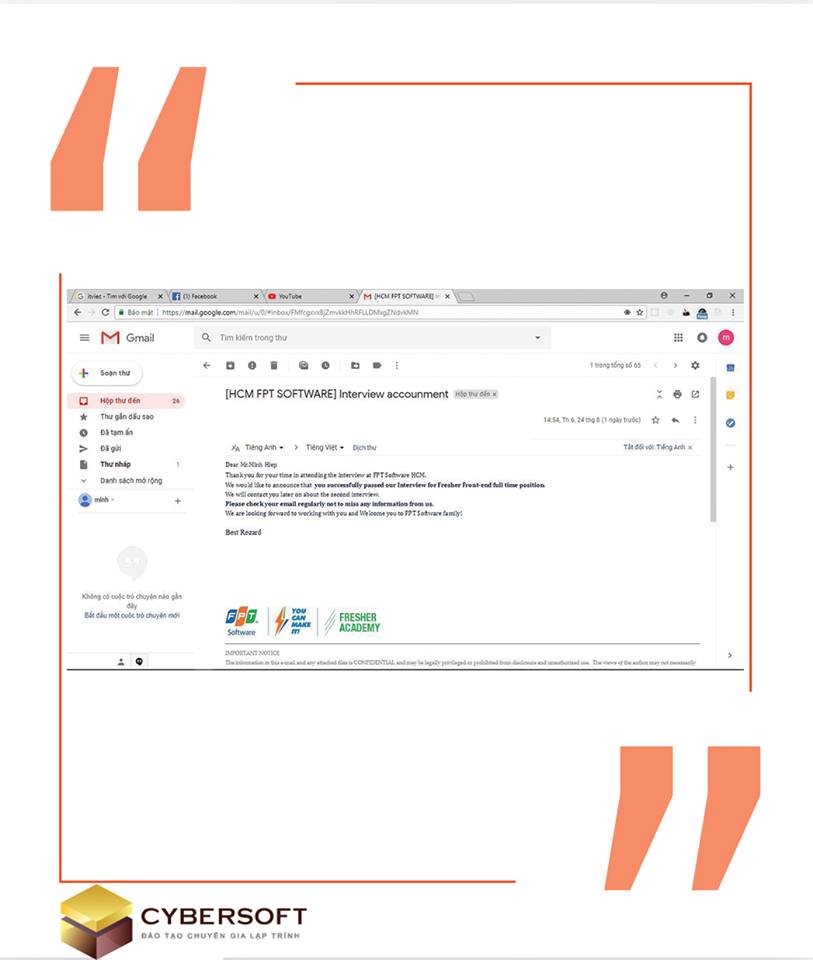 itviec - Tìm với Google
(1) Facebook
YouTube
[HCM FPT SOFTWARE] In
Bảo mật
Gmail
Tìm kiếm trong thư
m
Soạn thư
1 trong tổng số 65
Hộp thư đến 26
[HCM FPT SOFTWARE] Interview accounment
Hộp thư đến x
Thư gắn dấu sao
14:54, Th 6, 24 thg 8 (1 ngày trước)
Đã tạm ẩn
Đã gửi
Tiếng Anh
Tiếng Việt
Dịch thư
Tắt đối với: Tiếng Anh x
Thư nháp 1
Danh sách mở rộng
minh
Dear Mr.Minh Hiep
Thank you for your time in attending the interview at FPT Software HCM.
We would like to announce that you successfully passed our Interview for Fresher Front-end full time position.
We will contact you later on about the second interview.
Please check your email regularly not to miss any information from us.
We are looking forward to working with you and Welcome you to FPT Software family!
Best Regard
Không có cuộc trò chuyện nào gần
đây
Bắt đầu một cuộc trò chuyện mới
FPT
Software
YOU
CAN
MAKE
IT!
FRESHER
ACADEMY
IMPORTANT NOTICE
The information in this e-mail and any attached files is CONFIDENTIAL and may be legally privileged or prohibited from disclosure and unauthorized use. The views of the author may not necessarily
CYBERSOFT
ĐÀO TẠO CHUYÊN GIA LẬP TRÌNH